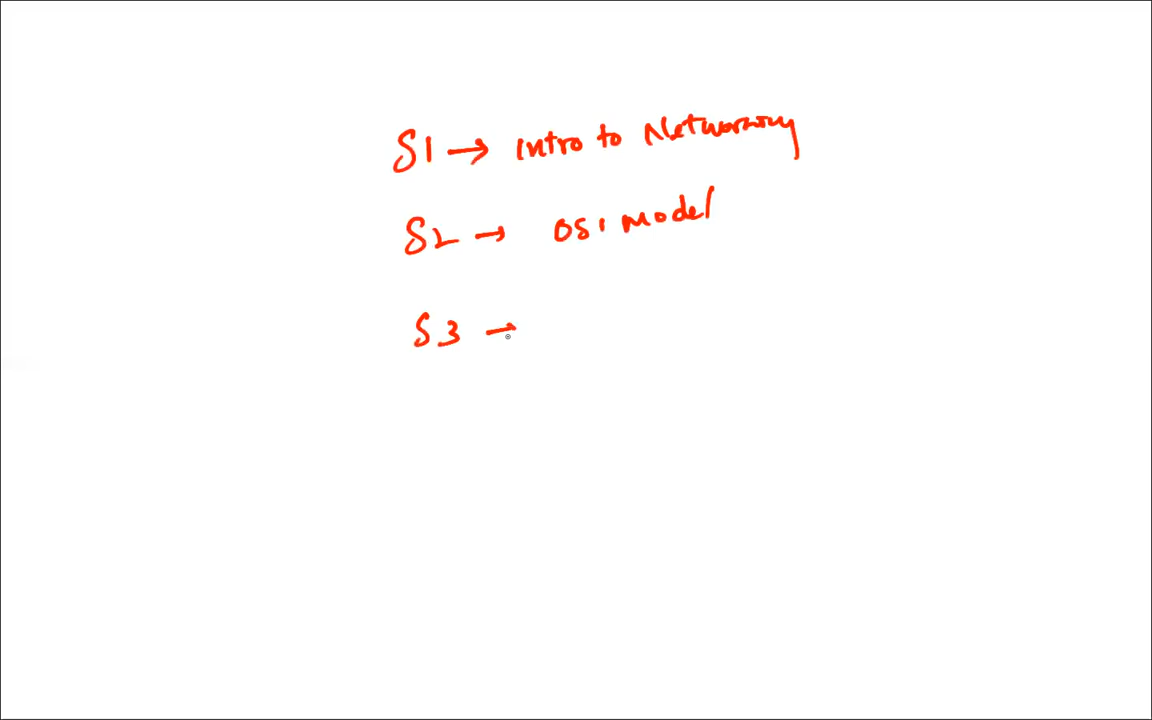 S1 → Intro to Networking
S2 → OSI Model
S3 →